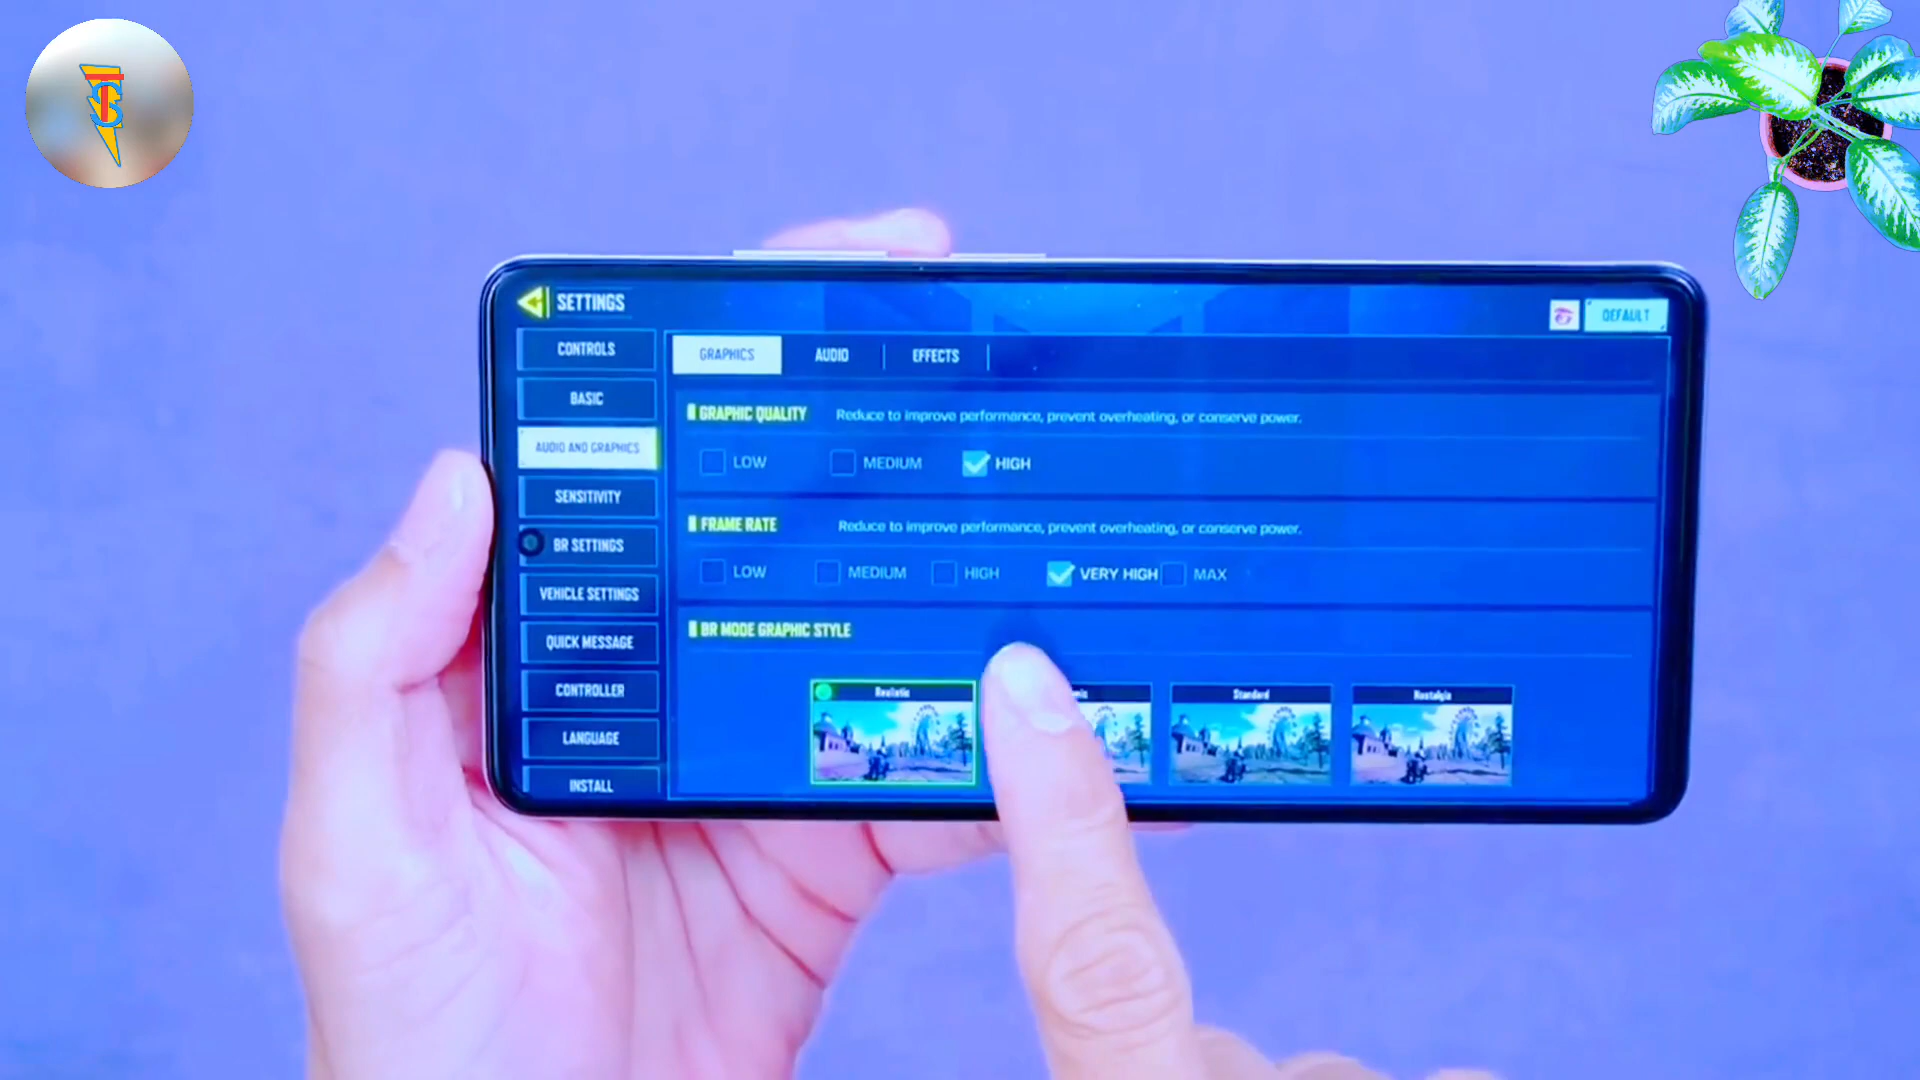 SETTINGS
DEFAULT
CONTROLS
BASIC
AUDIO AND GRAPHICS
SENSITIVITY
BR SETTINGS
VEHICLE SETTINGS
QUICK MESSAGE
CONTROLLER
LANGUAGE
INSTALL
GRAPHICS AUDIO EFFECTS
GRAPHIC QUALITY Reduce to improve performance, prevent overheating, or conserve power.
LOW MEDIUM HIGH
FRAME RATE Reduce to improve performance, prevent overheating, or conserve power.
LOW MEDIUM HIGH VERY HIGH MAX
BR MODE GRAPHIC STYLE
Realistic Standard Nostalgia